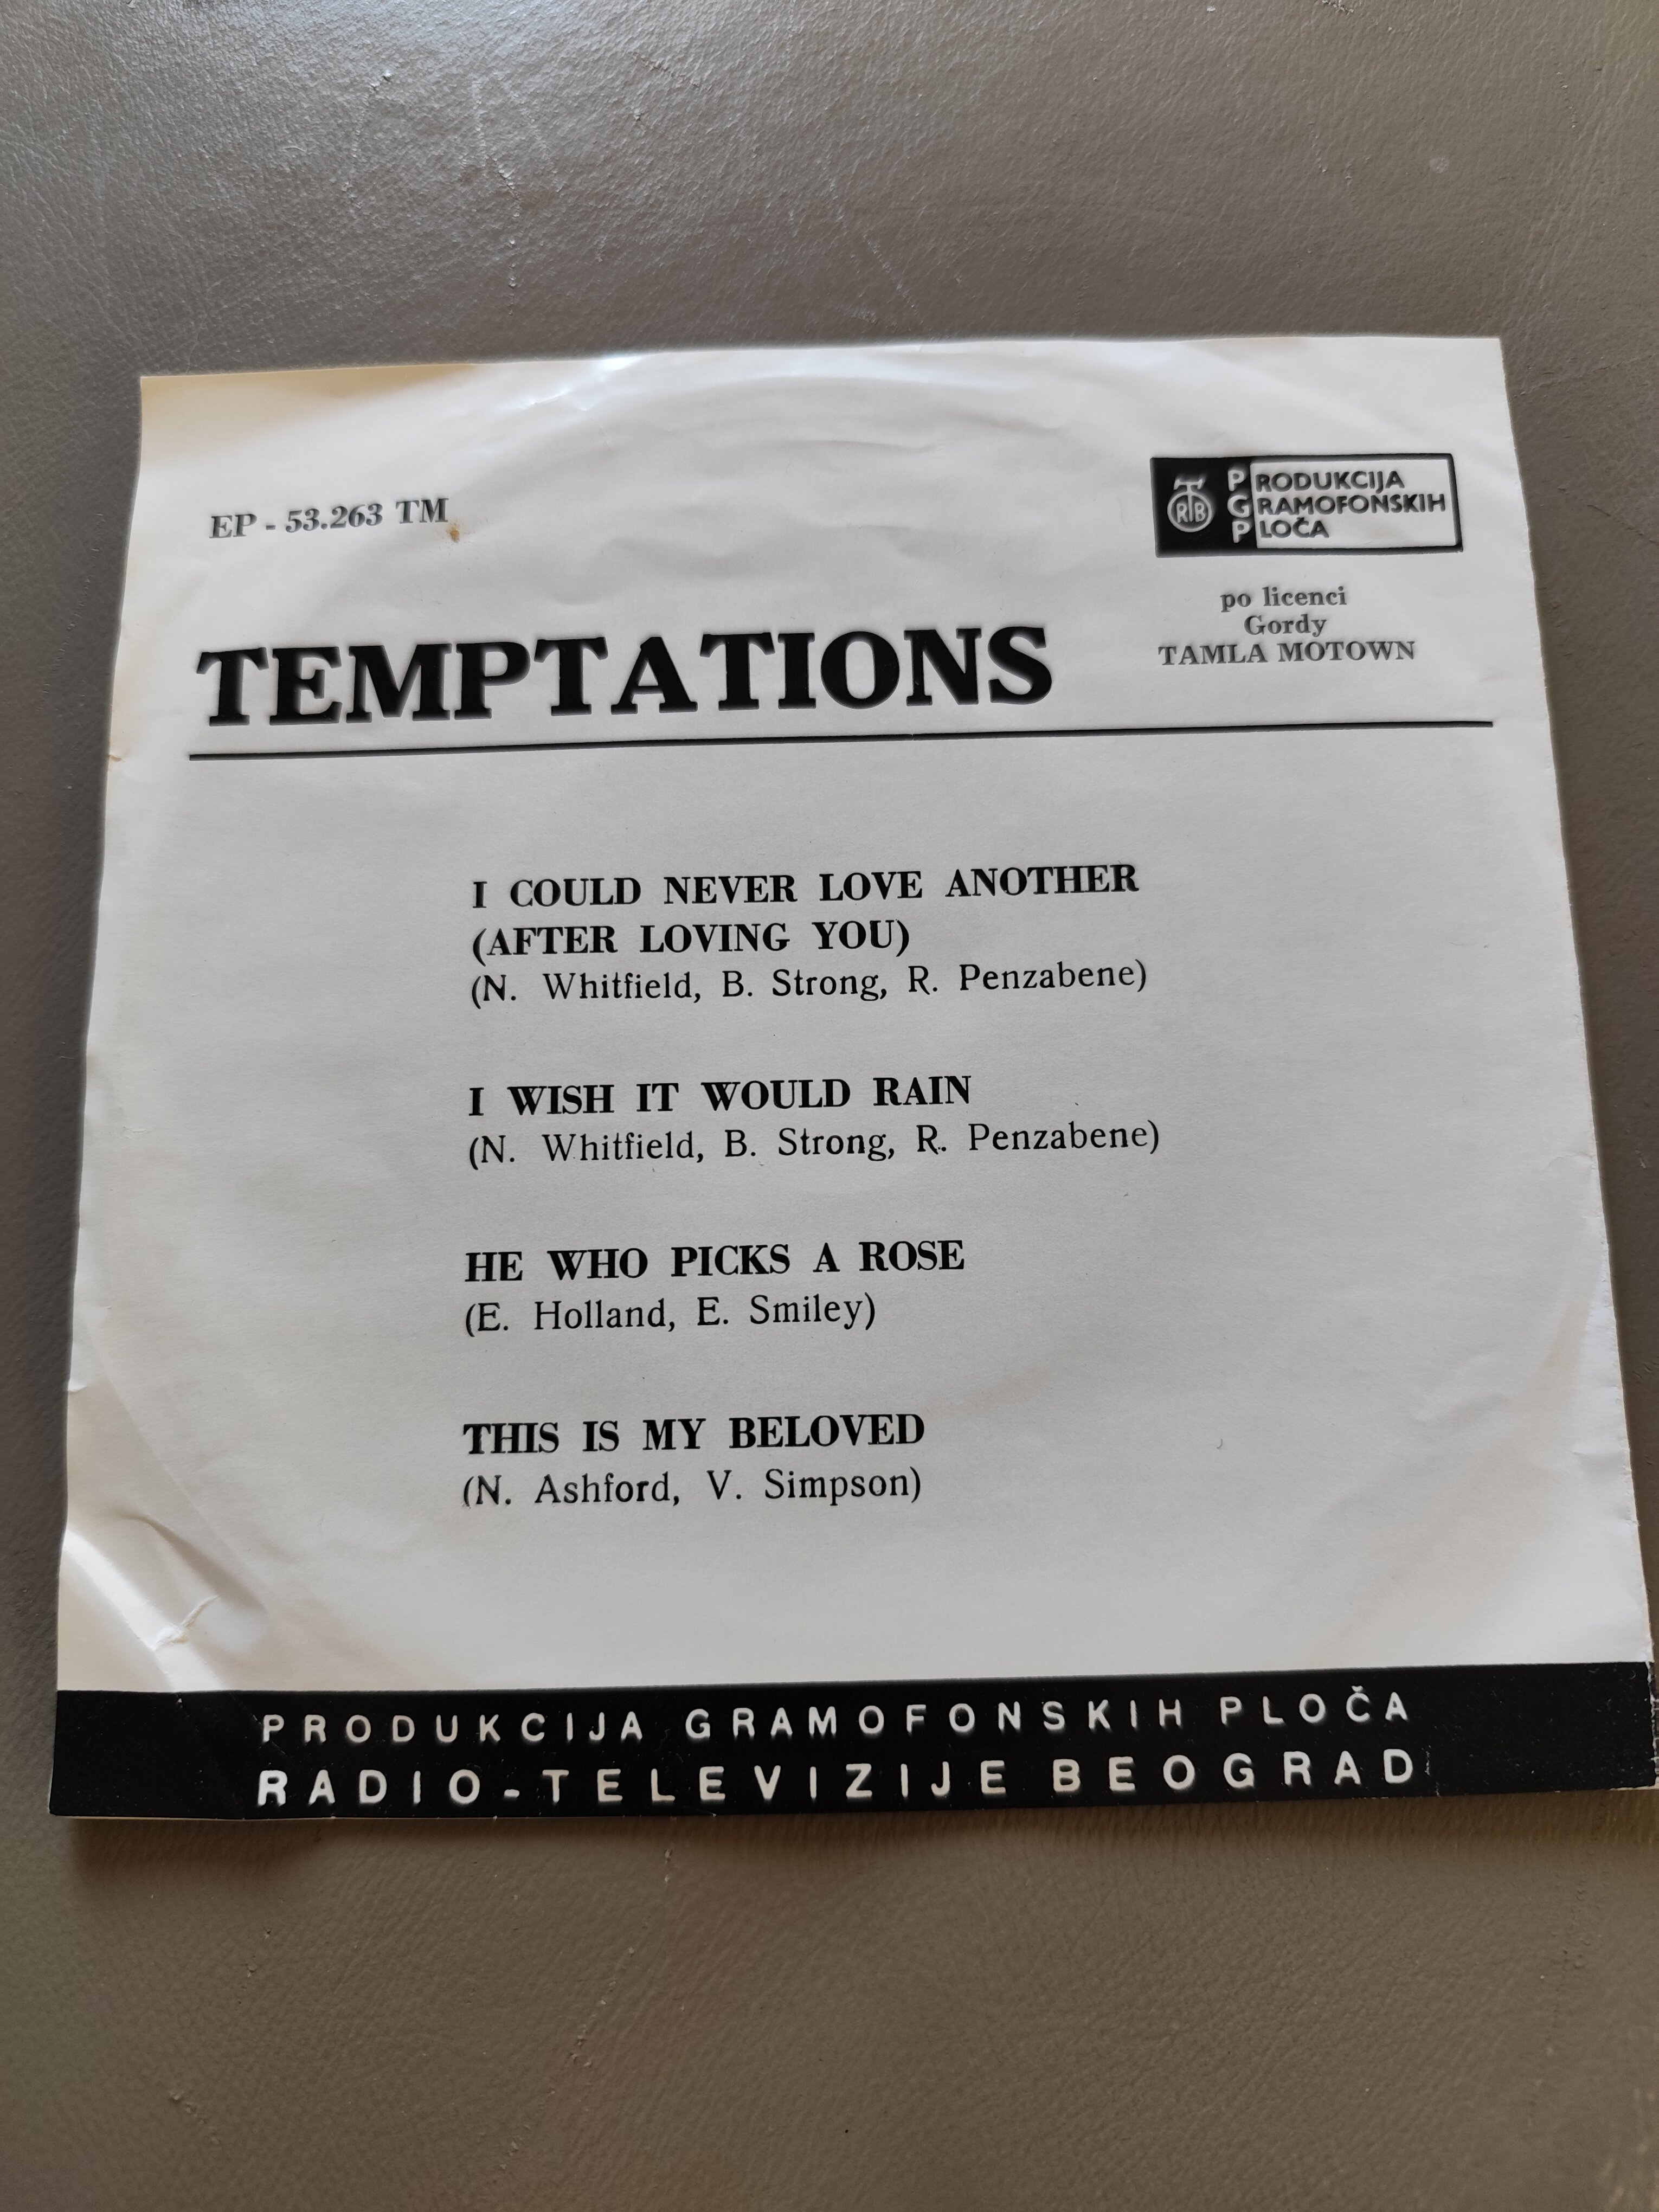 EP - 53.263 TM
RTB
PRODUKCIJA
GRAMOFONSKIH
PLOČA
po licenci
Gordy
TAMLA MOTOWN
TEMPTATIONS
I COULD NEVER LOVE ANOTHER
(AFTER LOVING YOU)
(N. Whitfield, B. Strong, R. Penzabene)
I WISH IT WOULD RAIN
(N. Whitfield, B. Strong, R. Penzabene)
HE WHO PICKS A ROSE
(E. Holland, E. Smiley)
THIS IS MY BELOVED
(N. Ashford, V. Simpson)
PRODUKCIJA GRAMOFONSKIH PLOČA
RADIO-TELEVIZIJE BEOGRAD